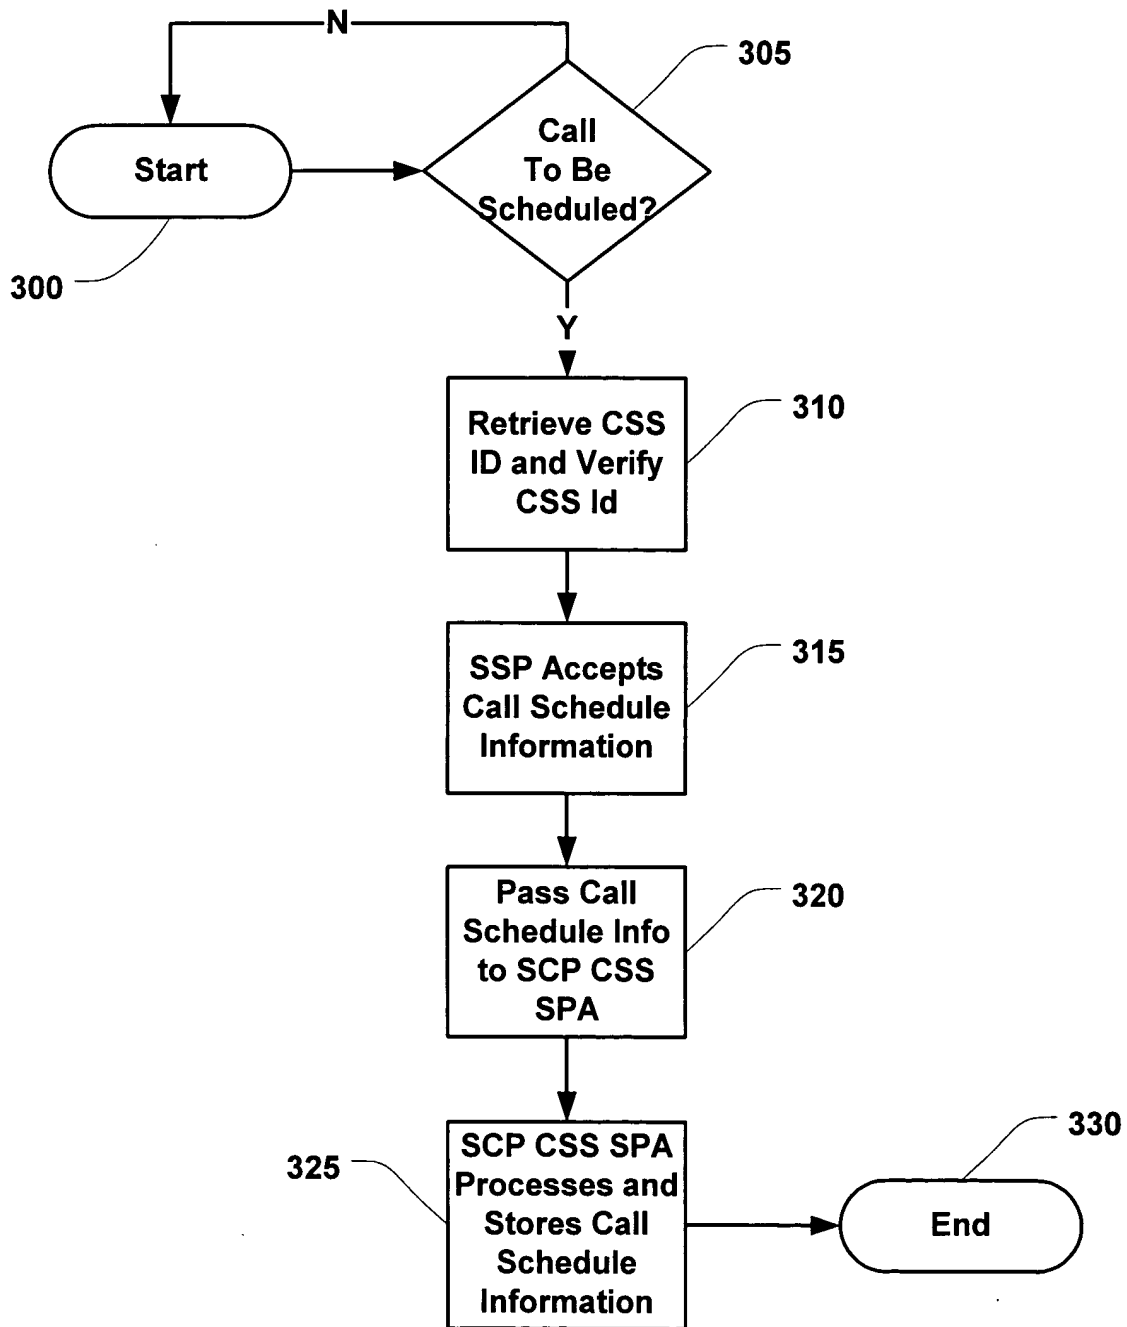 N
305
Call
To Be
Scheduled?
Start
300
Y
310
Retrieve CSS
ID and Verify
CSS Id
315
SSP Accepts
Call Schedule
Information
320
Pass Call
Schedule Info
to SCP CSS
SPA
325
SCP CSS SPA
Processes and
Stores Call
Schedule
Information
330
End